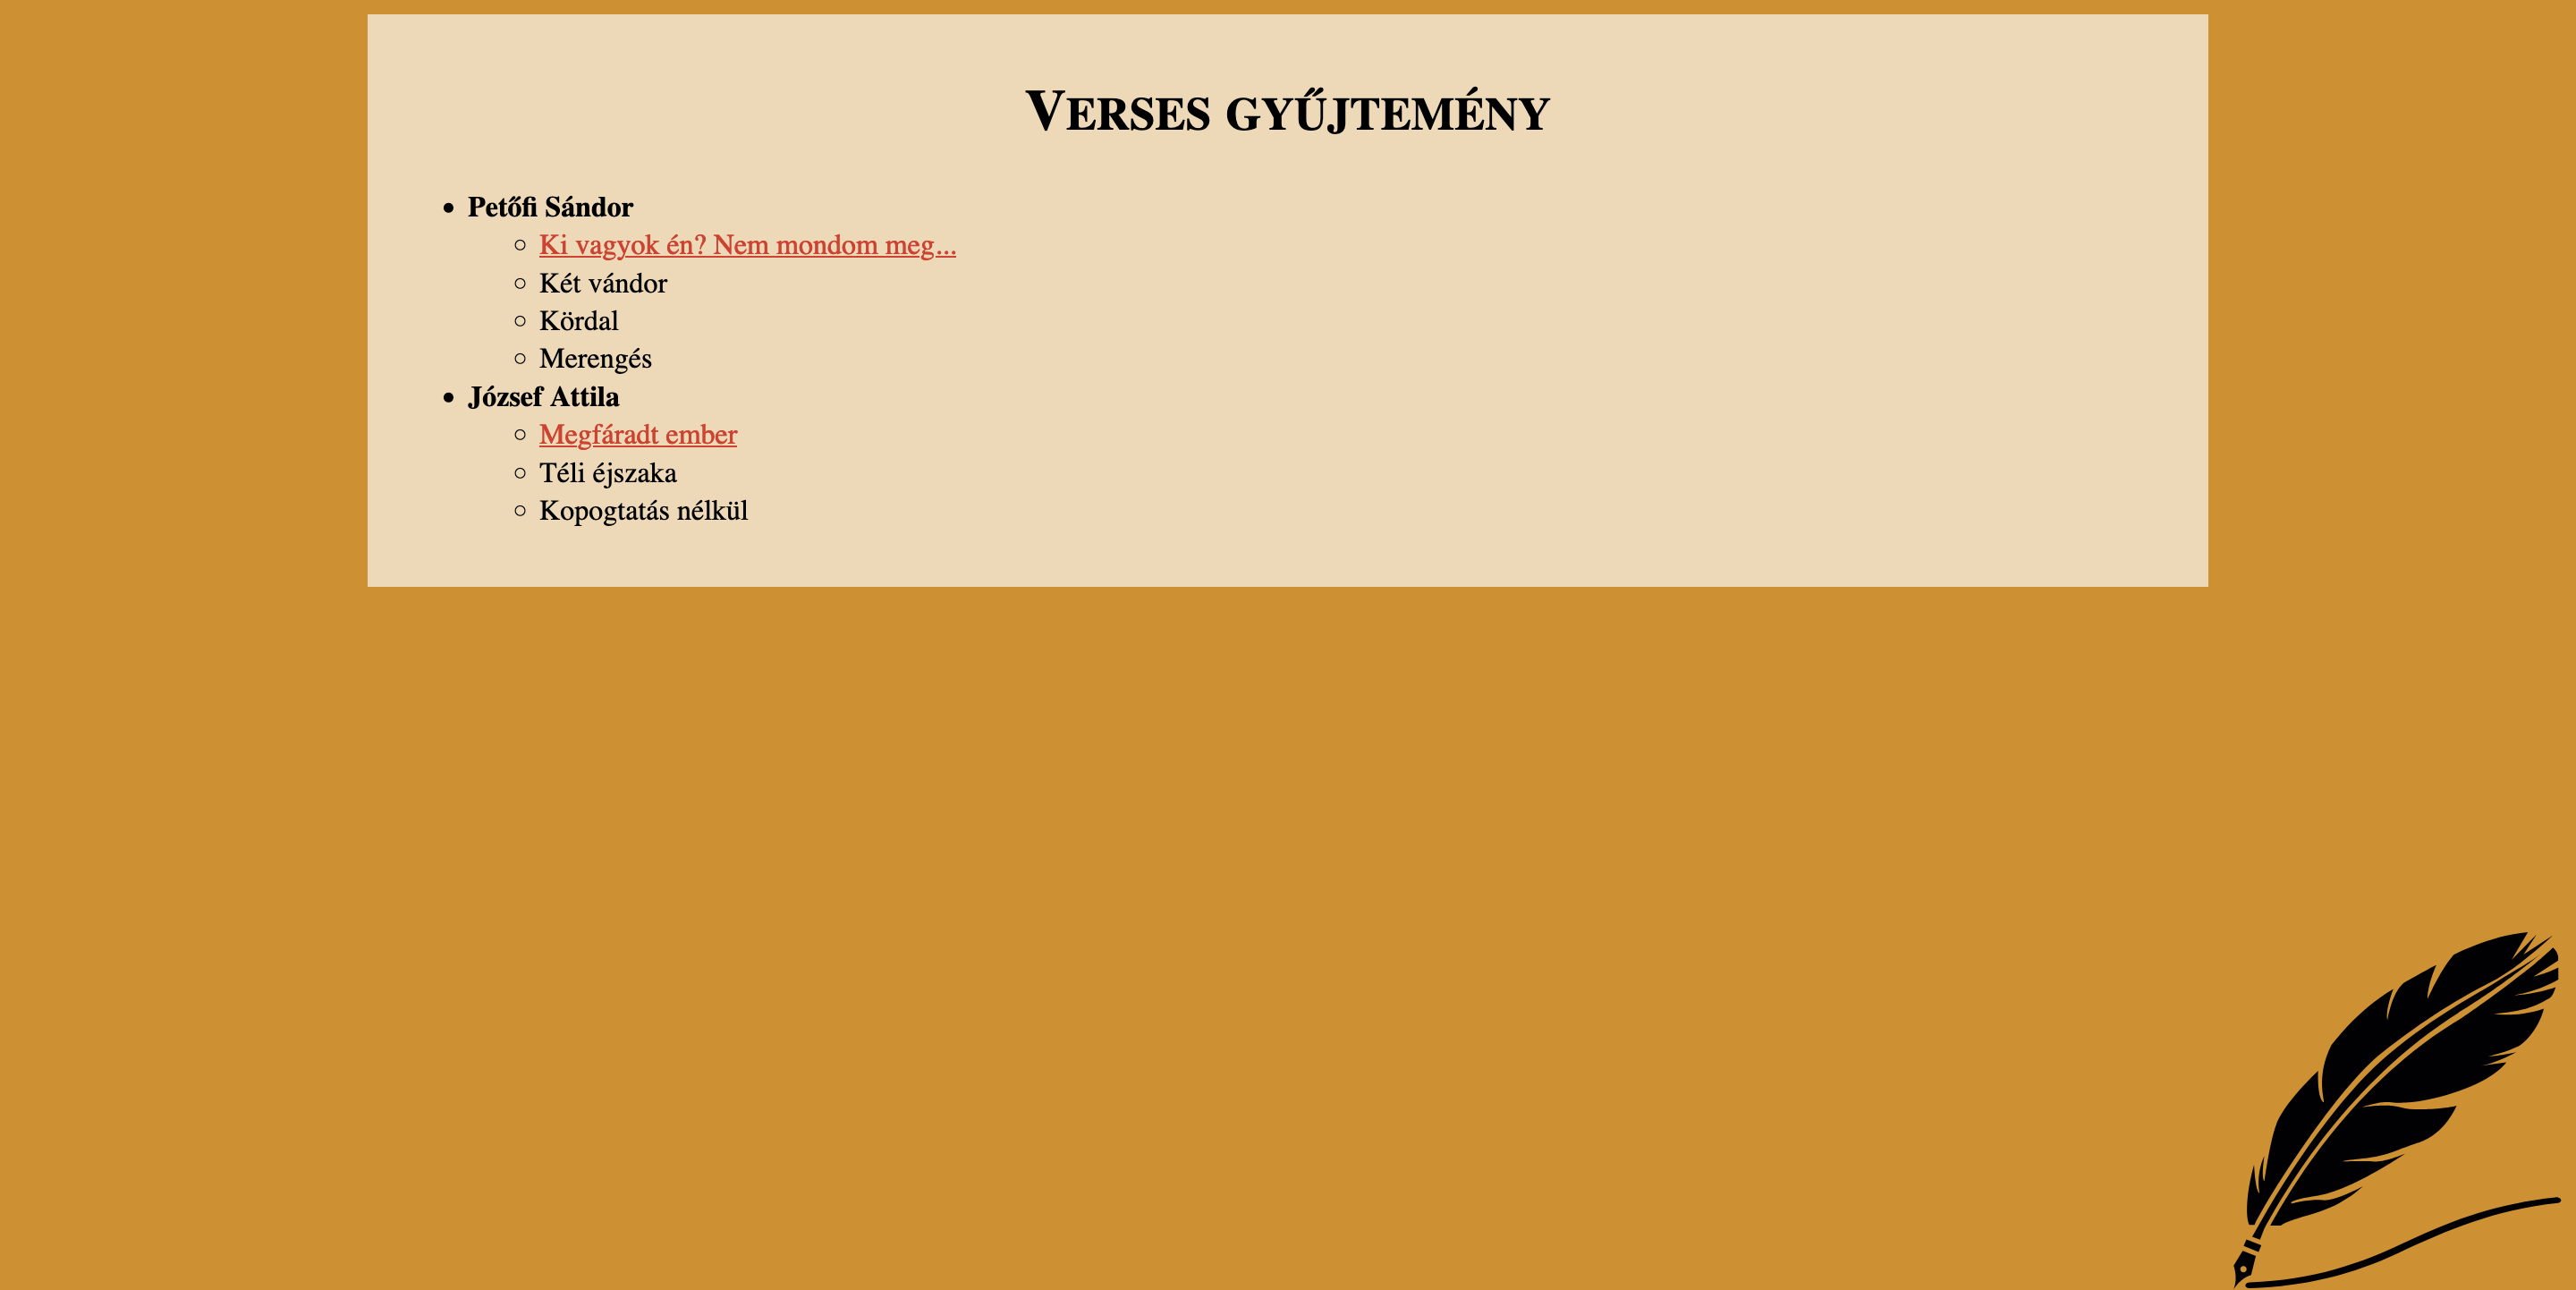 Verses gyűjtemény
Petőfi Sándor
Ki vagyok én? Nem mondom meg...
Két vándor
Kördal
Merengés
József Attila
Megfáradt ember
Téli éjszaka
Kopogtatás nélkül